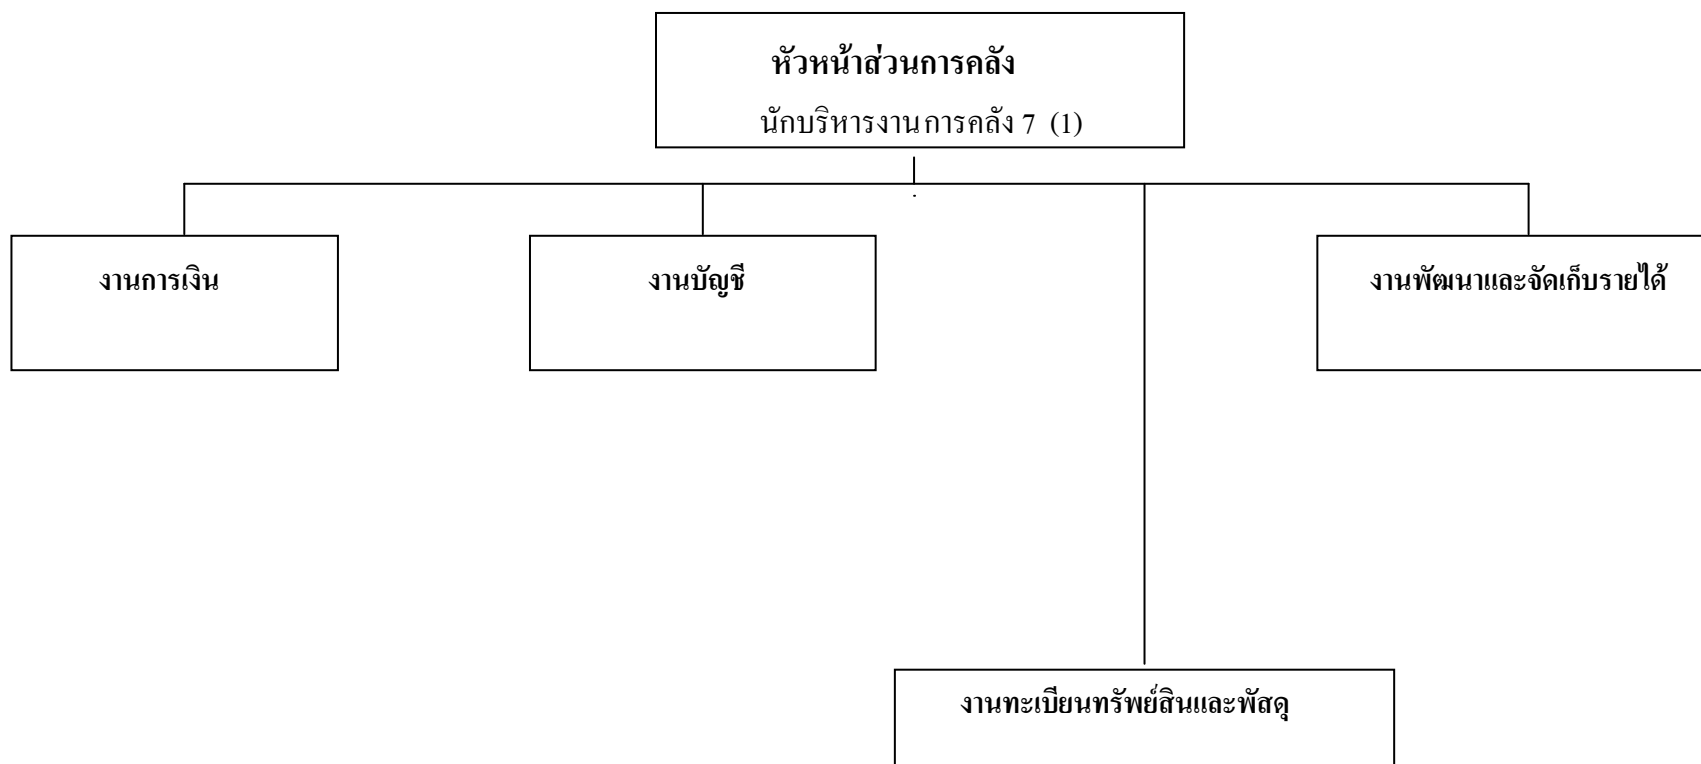 หัวหน้าส่วนการคลัง
นักบริหารงานการคลัง 7 (1)
งานการเงิน
งานบัญชี
งานพัฒนาและจัดเก็บรายได้
งานทะเบียนทรัพย์สินและพัสดุ